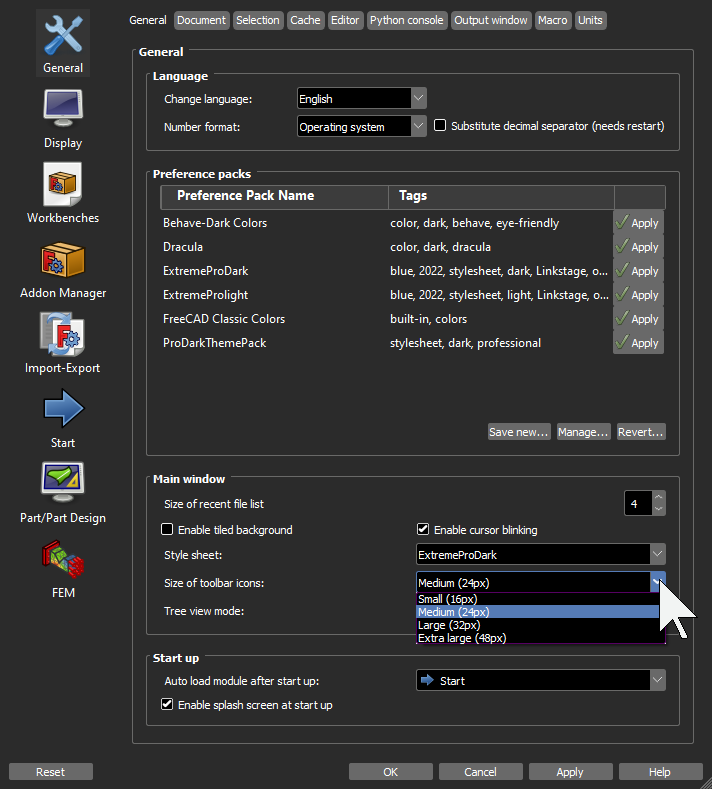 General Document Selection Cache Editor Python console Output window Macro Units
General
Display
Workbenches
Addon Manager
Import-Export
Start
Part/Part Design
FEM
General
Language
Change language: English
Number format: Operating system Substitute decimal separator (needs restart)
Preference packs
Preference Pack Name Tags
Behave-Dark Colors color, dark, behave, eye-friendly Apply
Dracula color, dark, dracula Apply
ExtremeProDark blue, 2022, stylesheet, dark, Linkstage, o... Apply
ExtremeProlight blue, 2022, stylesheet, light, Linkstage, o... Apply
FreeCAD Classic Colors built-in, colors Apply
ProDarkThemePack stylesheet, dark, professional Apply
Save new... Manage... Revert...
Main window
Size of recent file list 4
Enable tiled background Enable cursor blinking
Style sheet: ExtremeProDark
Size of toolbar icons: Medium (24px)
Small (16px)
Medium (24px)
Tree view mode:
Large (32px)
Extra large (48px)
Start up
Auto load module after start up: Start
Enable splash screen at start up
Reset OK Cancel Apply Help